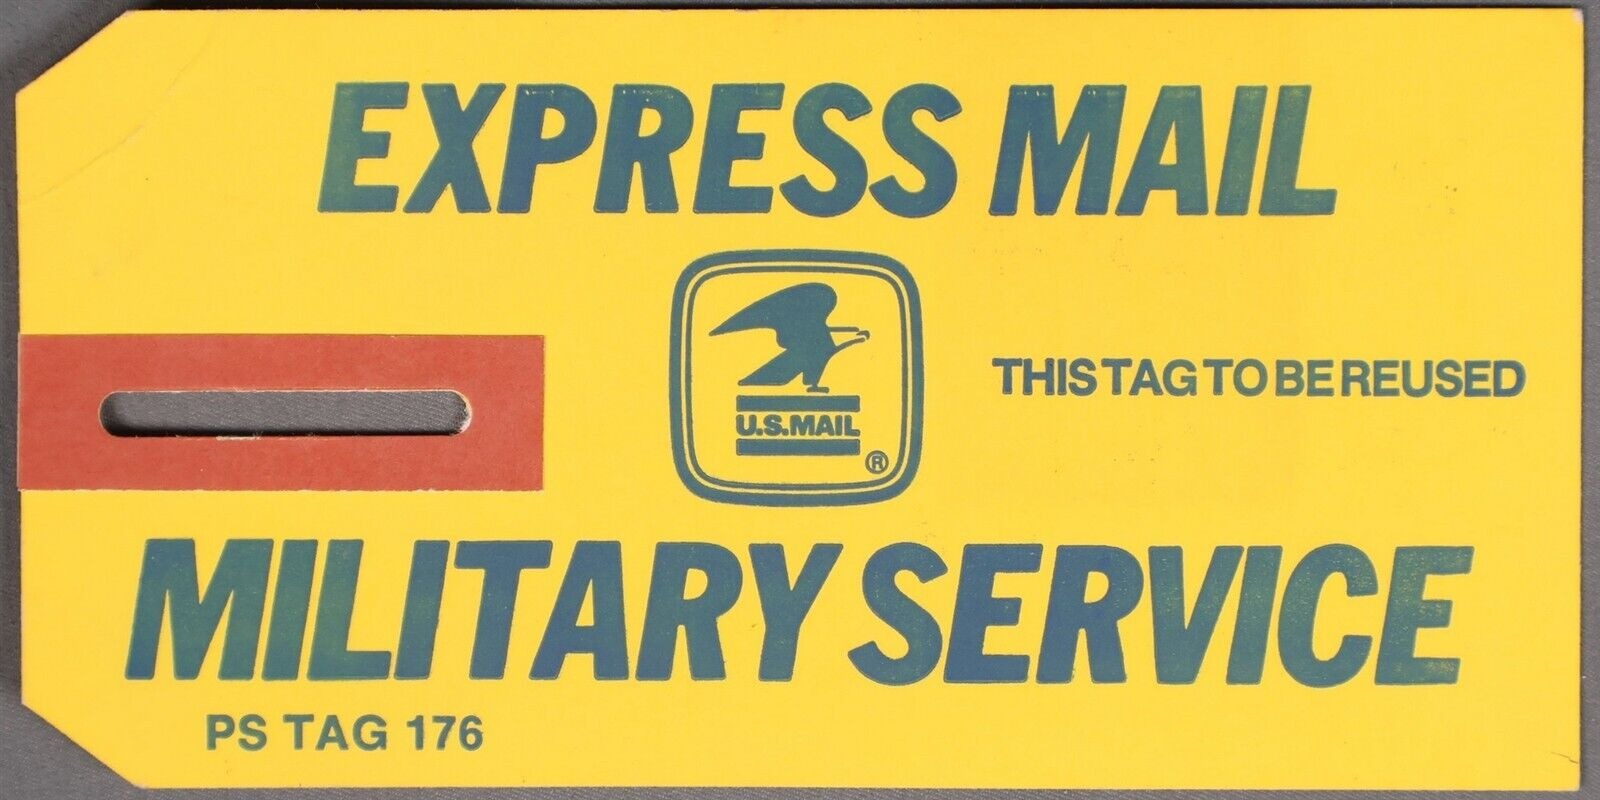 EXPRESS MAIL
U.S.MAIL
®
THIS TAG TO BE REUSED
MILITARY SERVICE
PS TAG 176